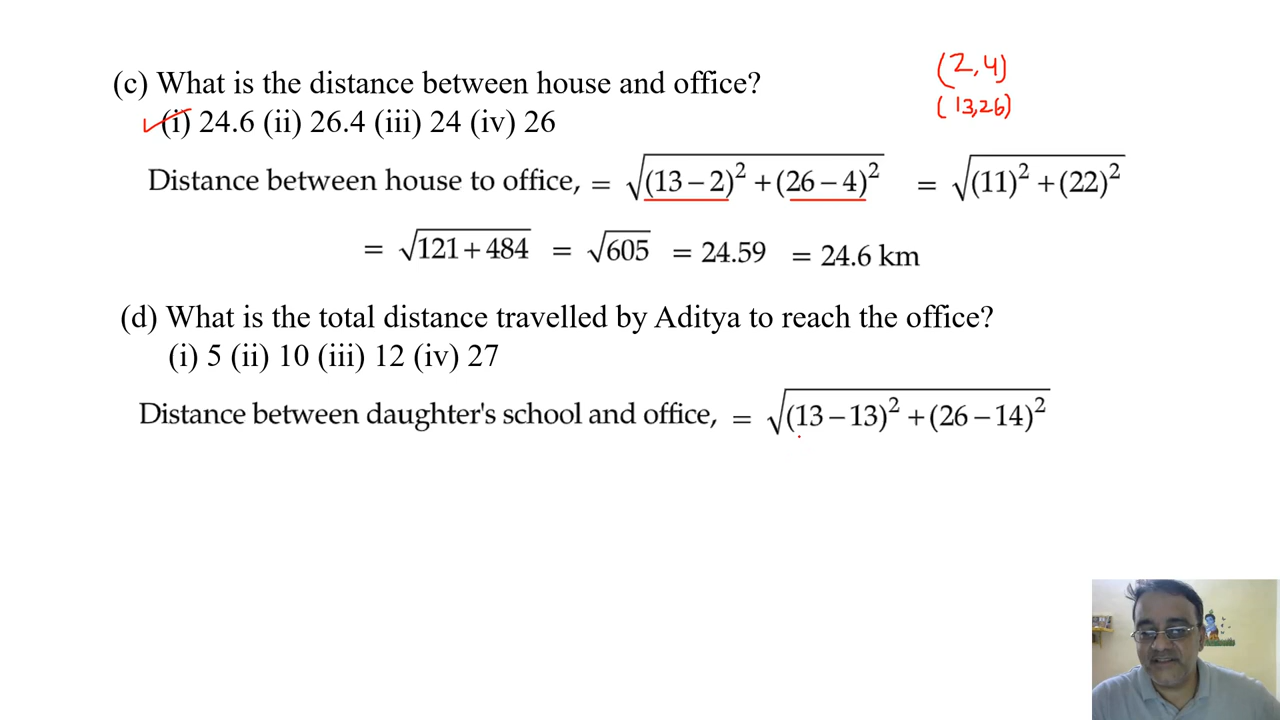 (c) What is the distance between house and office?
(2,4)
(i) 24.6 (ii) 26.4 (iii) 24 (iv) 26
(13,26)
Distance between house to office, = √(13−2)² +(26−4)² = √(11)² +(22)²
= √121+484 = √605 = 24.59 = 24.6 km
(d) What is the total distance travelled by Aditya to reach the office?
(i) 5 (ii) 10 (iii) 12 (iv) 27
Distance between daughter's school and office, = √(13−13)² +(26−14)²